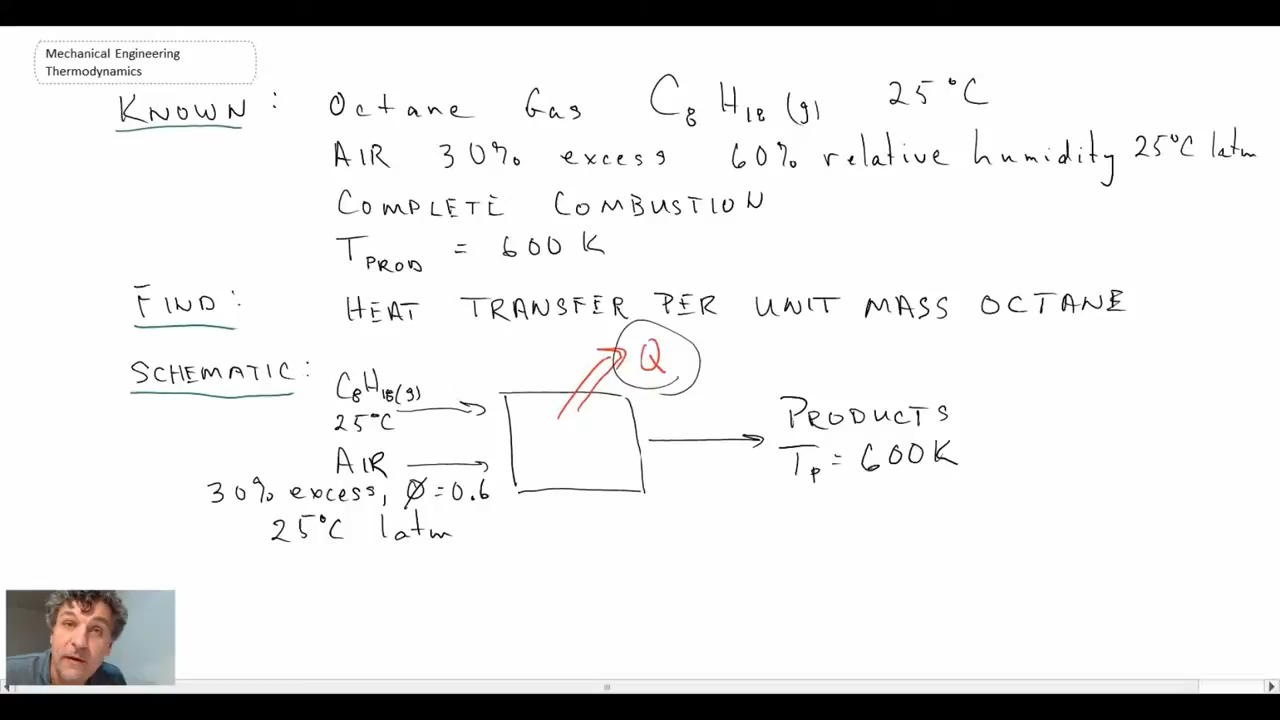 Mechanical Engineering
Thermodynamics
KNOWN: Octane Gas C8H18(g) 25°C
AIR 30% excess 60% relative humidity 25°C 1atm
COMPLETE COMBUSTION
TPROD = 600 K
FIND: HEAT TRANSFER PER UNIT MASS OCTANE
SCHEMATIC:
Q
C8H18(g)
25°C
AIR
30% excess, ϕ=0.6
25°C 1atm
PRODUCTS
Tp = 600K